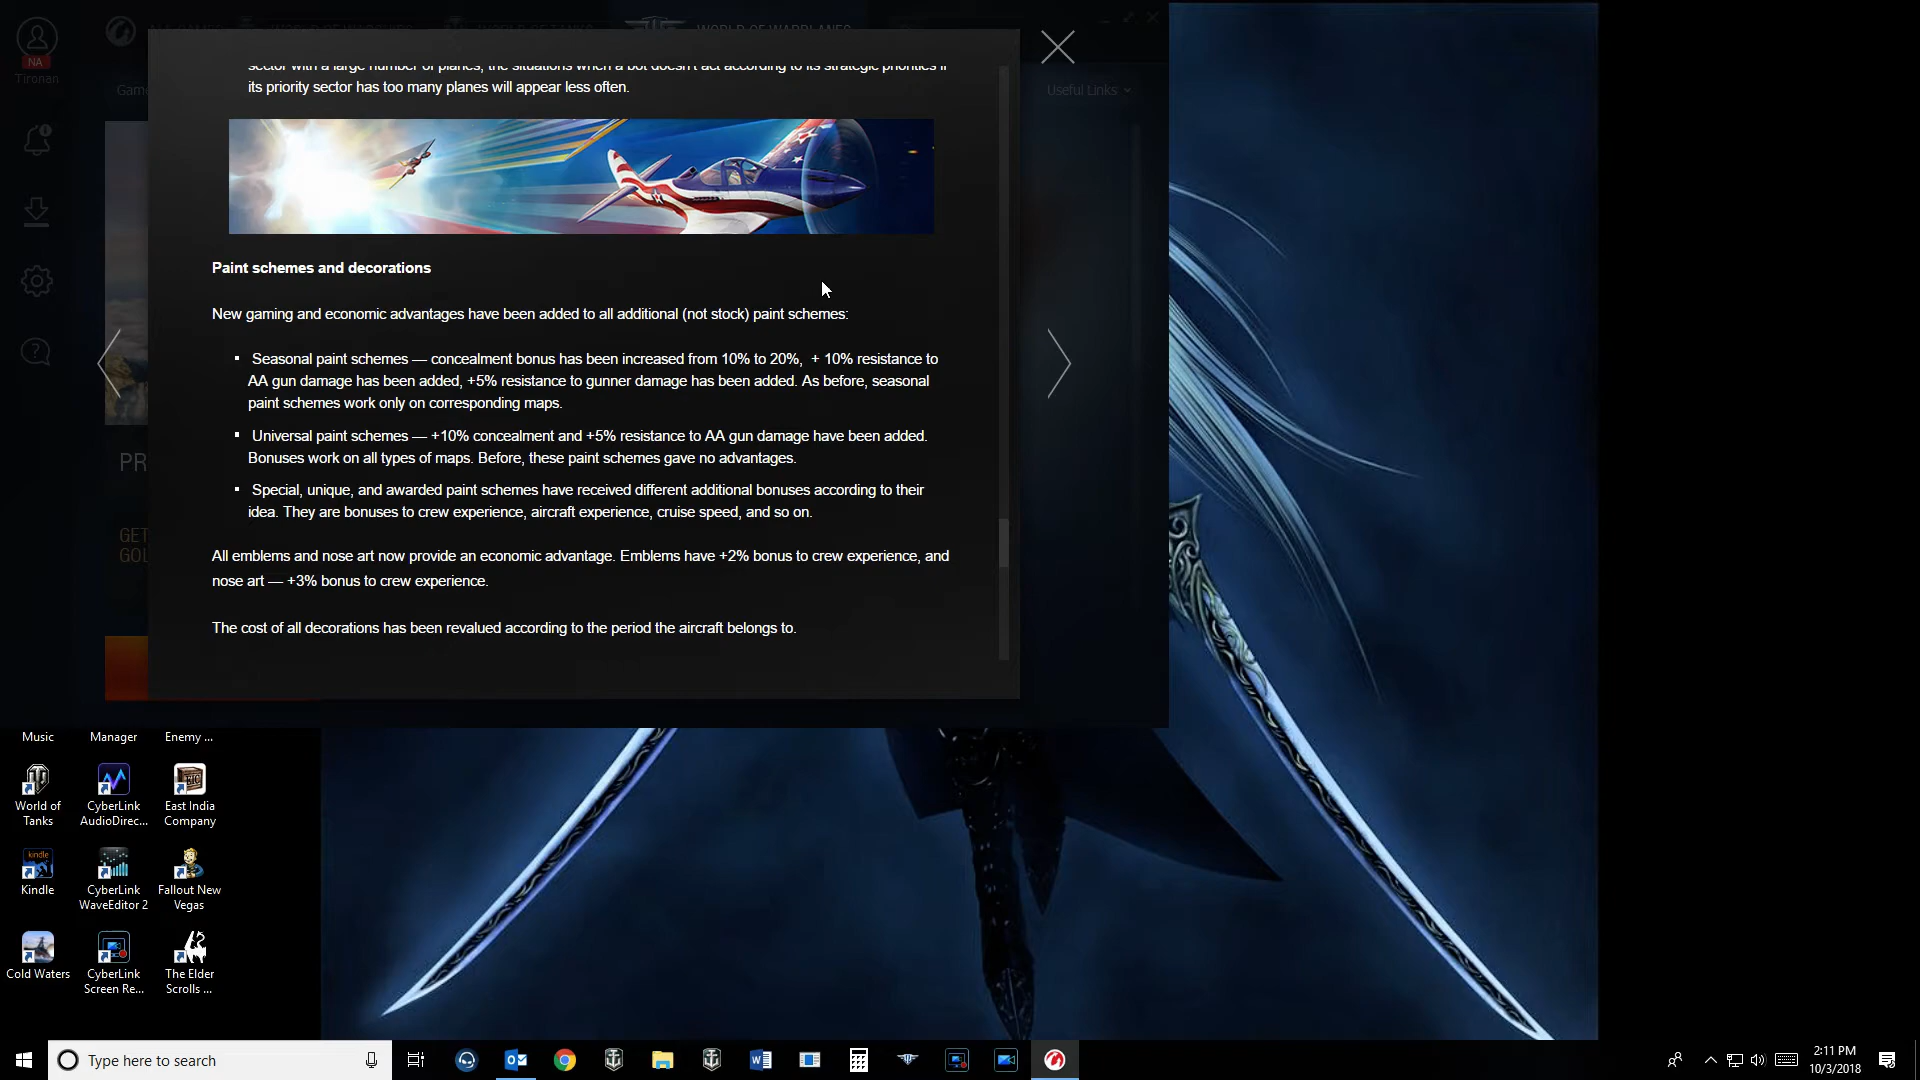 NA
Tironan
WORLD OF WARPLANES
Game
Useful Links
its priority sector has too many planes will appear less often.
Paint schemes and decorations
New gaming and economic advantages have been added to all additional (not stock) paint schemes:
Seasonal paint schemes — concealment bonus has been increased from 10% to 20%,  + 10% resistance to
AA gun damage has been added, +5% resistance to gunner damage has been added. As before, seasonal
paint schemes work only on corresponding maps.
Universal paint schemes — +10% concealment and +5% resistance to AA gun damage have been added.
Bonuses work on all types of maps. Before, these paint schemes gave no advantages.
Special, unique, and awarded paint schemes have received different additional bonuses according to their
idea. They are bonuses to crew experience, aircraft experience, cruise speed, and so on.
All emblems and nose art now provide an economic advantage. Emblems have +2% bonus to crew experience, and
nose art — +3% bonus to crew experience.
The cost of all decorations has been revalued according to the period the aircraft belongs to.
PR
GET
GOL
Music
Manager
Enemy ...
World of
Tanks
CyberLink
AudioDirec...
East India
Company
kindle
Kindle
CyberLink
WaveEditor 2
Fallout New
Vegas
Cold Waters
CyberLink
Screen Re...
The Elder
Scrolls ...
Type here to search
2:11 PM
10/3/2018